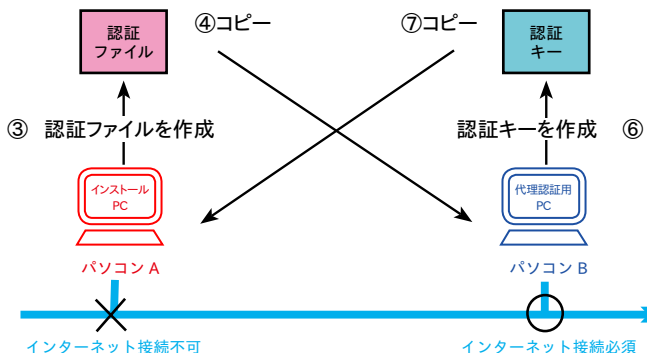 認証
ファイル
④コピー
⑦コピー
認証
キー
③ 認証ファイルを作成
認証キーを作成 ⑥
インストール
PC
代理認証用
PC
パソコン A
パソコン B
インターネット接続不可
インターネット接続必須